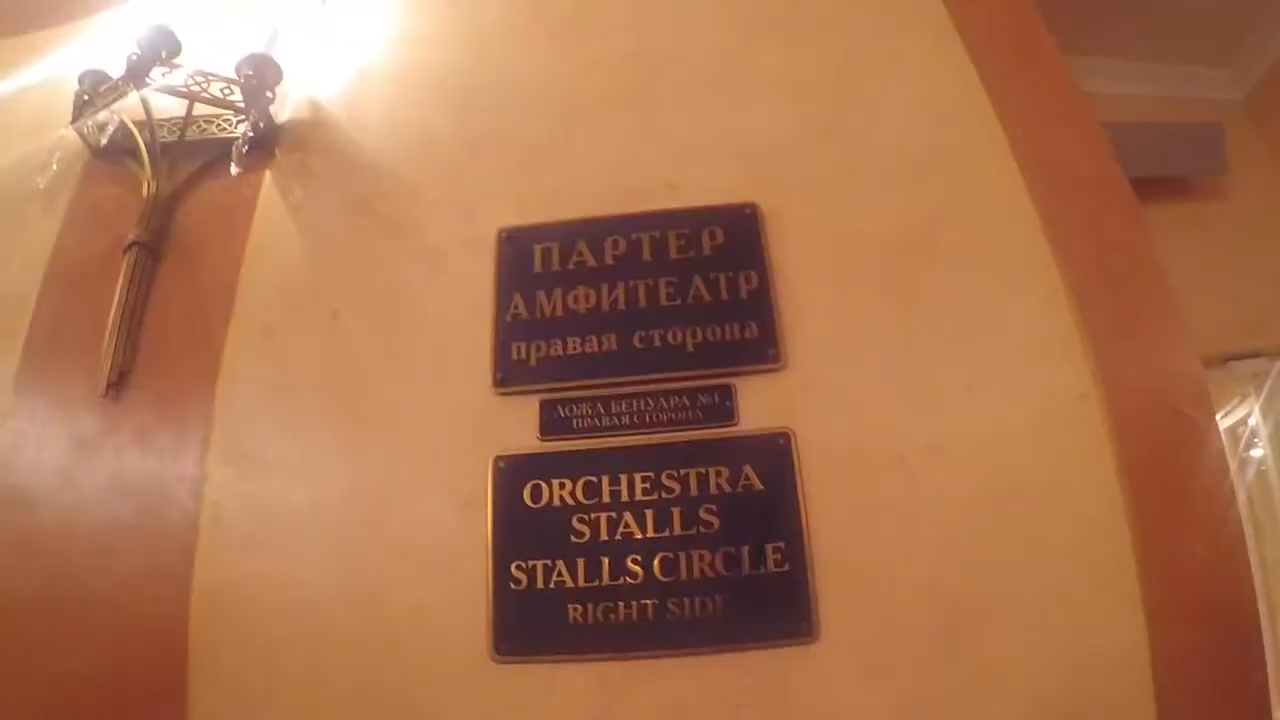 ПАРТЕР
АМФИТЕАТР
правая сторона
ЛОЖА БЕНУАРА №1
ПРАВАЯ СТОРОНА
ORCHESTRA
STALLS
STALLS CIRCLE
RIGHT SIDE